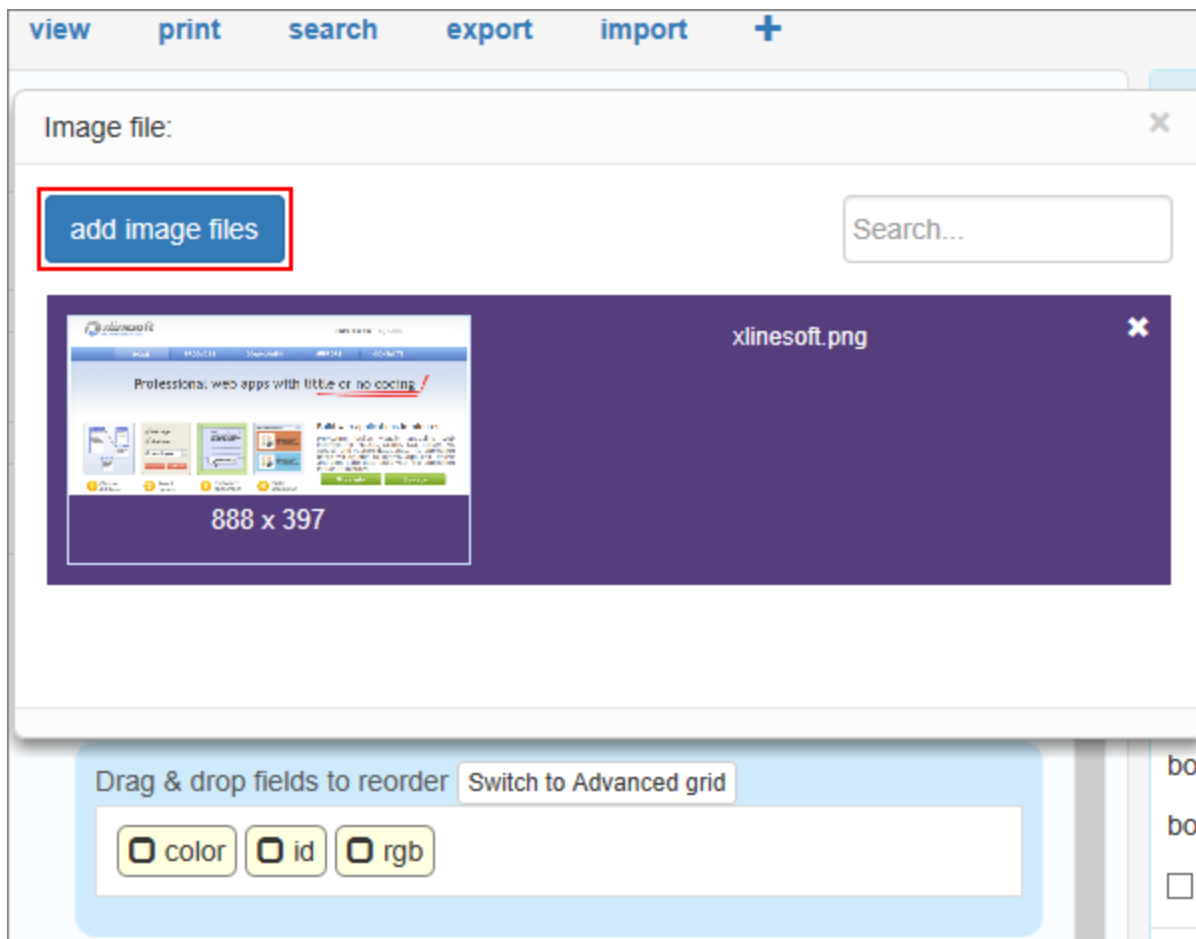 view print search export import +
Image file:
add image files
Search...
xlinesoft
xlinesoft.png
Professional web apps with little or no coding
888 x 397
Drag & drop fields to reorder Switch to Advanced grid
bo
color id rgb
bo